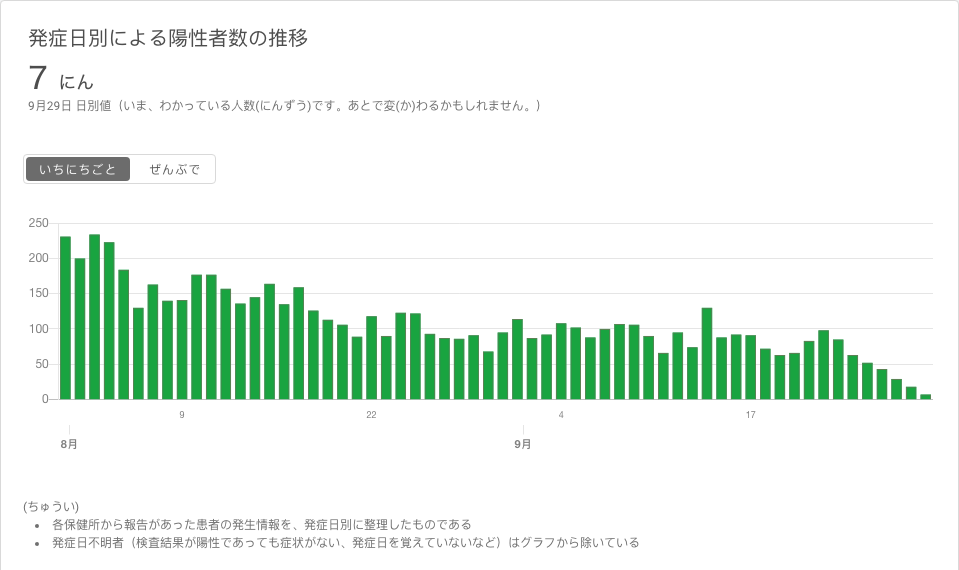 発症日別による陽性者数の推移
7 にん
9月29日 日別値（いま、わかっている人数(にんずう)です。あとで変(か)わるかもしれません。）
いちにちごと ぜんぶで
250
200
150
100
50
0
9 22 4 17
8月 9月
(ちゅうい)
• 各保健所から報告があった患者の発生情報を、発症日別に整理したものである
• 発症日不明者（検査結果が陽性であっても症状がない、発症日を覚えていないなど）はグラフから除いている